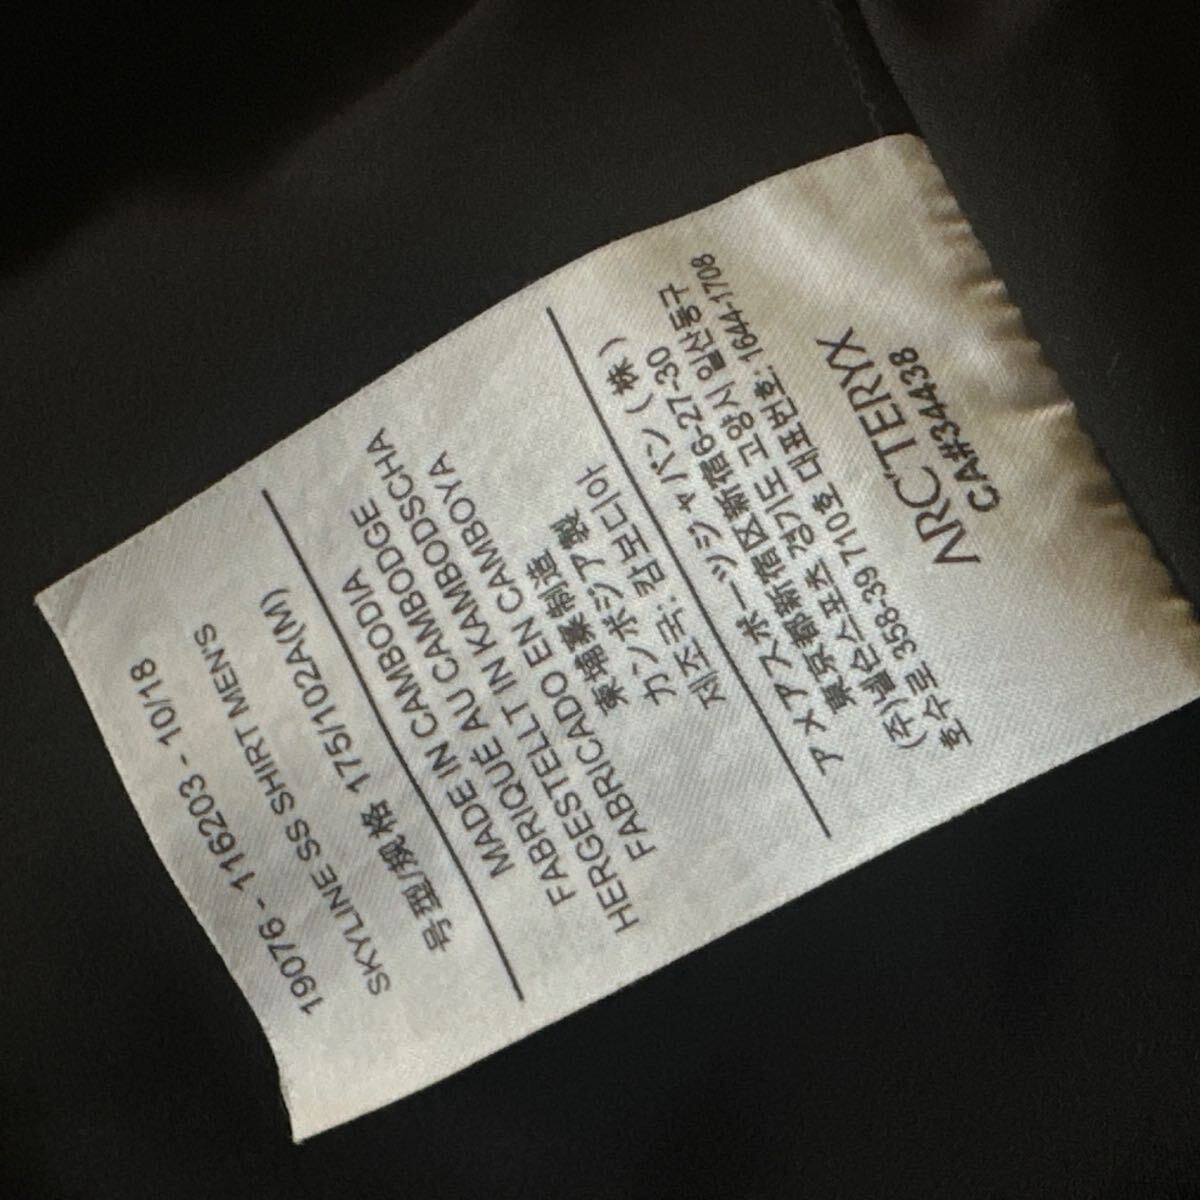 ARC'TERYX
CA#34438
アメアスポーツジャパン（株）
東京都新宿区新宿6-27-30
(주)넬슨스포츠 경기도 고양시 일산동구
호수로 358-39 710호 대표번호: 1644-1708
MADE IN CAMBODIA
FABRIQUÉ AU CAMBODGE
HERGESTELLT IN KAMBODSCHA
FABRICADO EN CAMBOYA
柬埔寨制造
カンボジア製
제조국: 캄보디아
19076 - 116203 - 10/18
SKYLINE SS SHIRT MEN'S
号型/规格 175/102A(M)